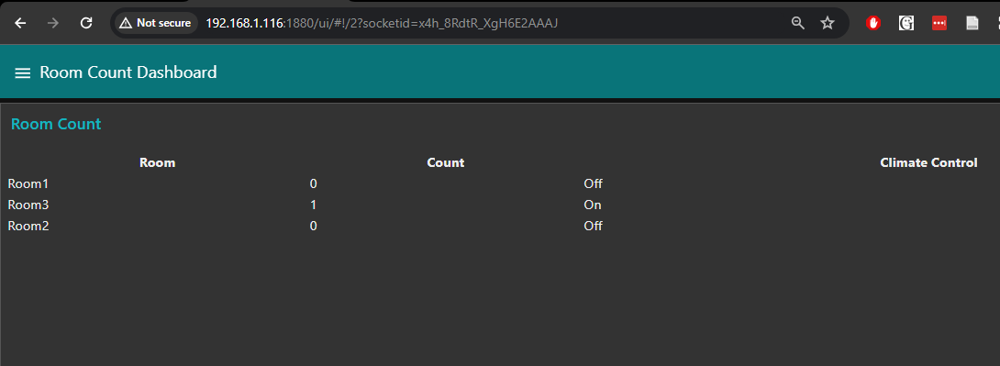 Not secure 192.168.1.116:1880/ui/#!/2?socketid=x4h_8RdtR_XgH6E2AAAJ
Room Count Dashboard
Room Count
Room Count Climate Control
Room1 0 Off
Room3 1 On
Room2 0 Off